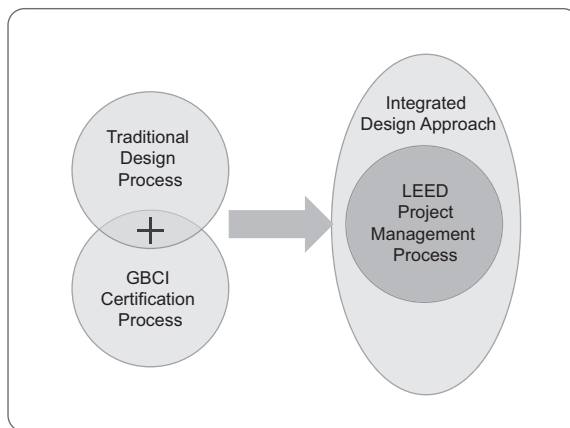 Traditional
Design
Process
+
GBCI
Certification
Process
Integrated
Design Approach
LEED
Project
Management
Process